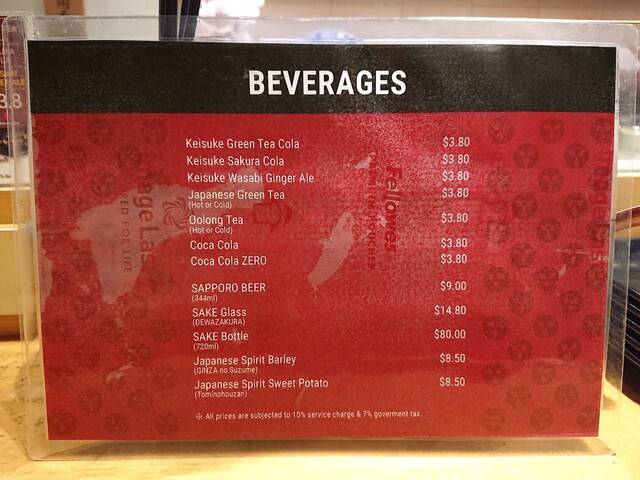 BEVERAGES
Keisuke Green Tea Cola $3.80
Keisuke Sakura Cola $3.80
Keisuke Wasabi Ginger Ale $3.80
Japanese Green Tea $3.80
(Hot or Cold)
Oolong Tea $3.80
(Hot or Cold)
Coca Cola $3.80
Coca Cola ZERO $3.80
SAPPORO BEER $9.00
(344ml)
SAKE Glass $14.80
(DEWAZAKURA)
SAKE Bottle $80.00
(720ml)
Japanese Spirit Barley $8.50
(GINZA no Suzume)
Japanese Spirit Sweet Potato $8.50
(Tominohouzan)
※ All prices are subjected to 10% service charge & 7% goverment tax.
Fellowes
FOR LIFE
3.8